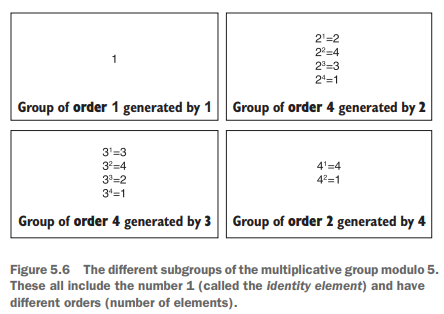 1
Group of order 1 generated by 1
2¹=2
2²=4
2³=3
2⁴=1
Group of order 4 generated by 2
3¹=3
3²=4
3³=2
3⁴=1
Group of order 4 generated by 3
4¹=4
4²=1
Group of order 2 generated by 4
Figure 5.6 The different subgroups of the multiplicative group modulo 5.
These all include the number 1 (called the identity element) and have
different orders (number of elements).